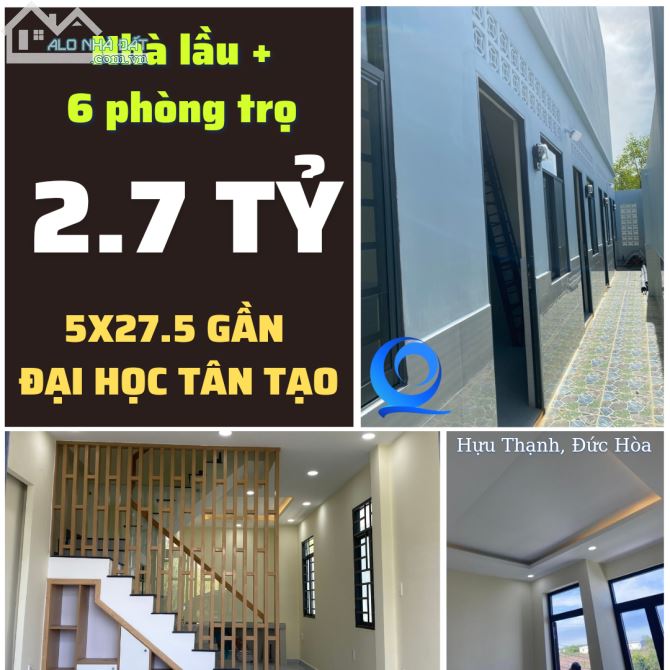 ALO NHÀ ĐẤT
.com.vn
Nhà lầu +
6 phòng trọ
2.7 TỶ
5X27.5 GẦN
ĐẠI HỌC TÂN TẠO
Hựu Thạnh, Đức Hòa